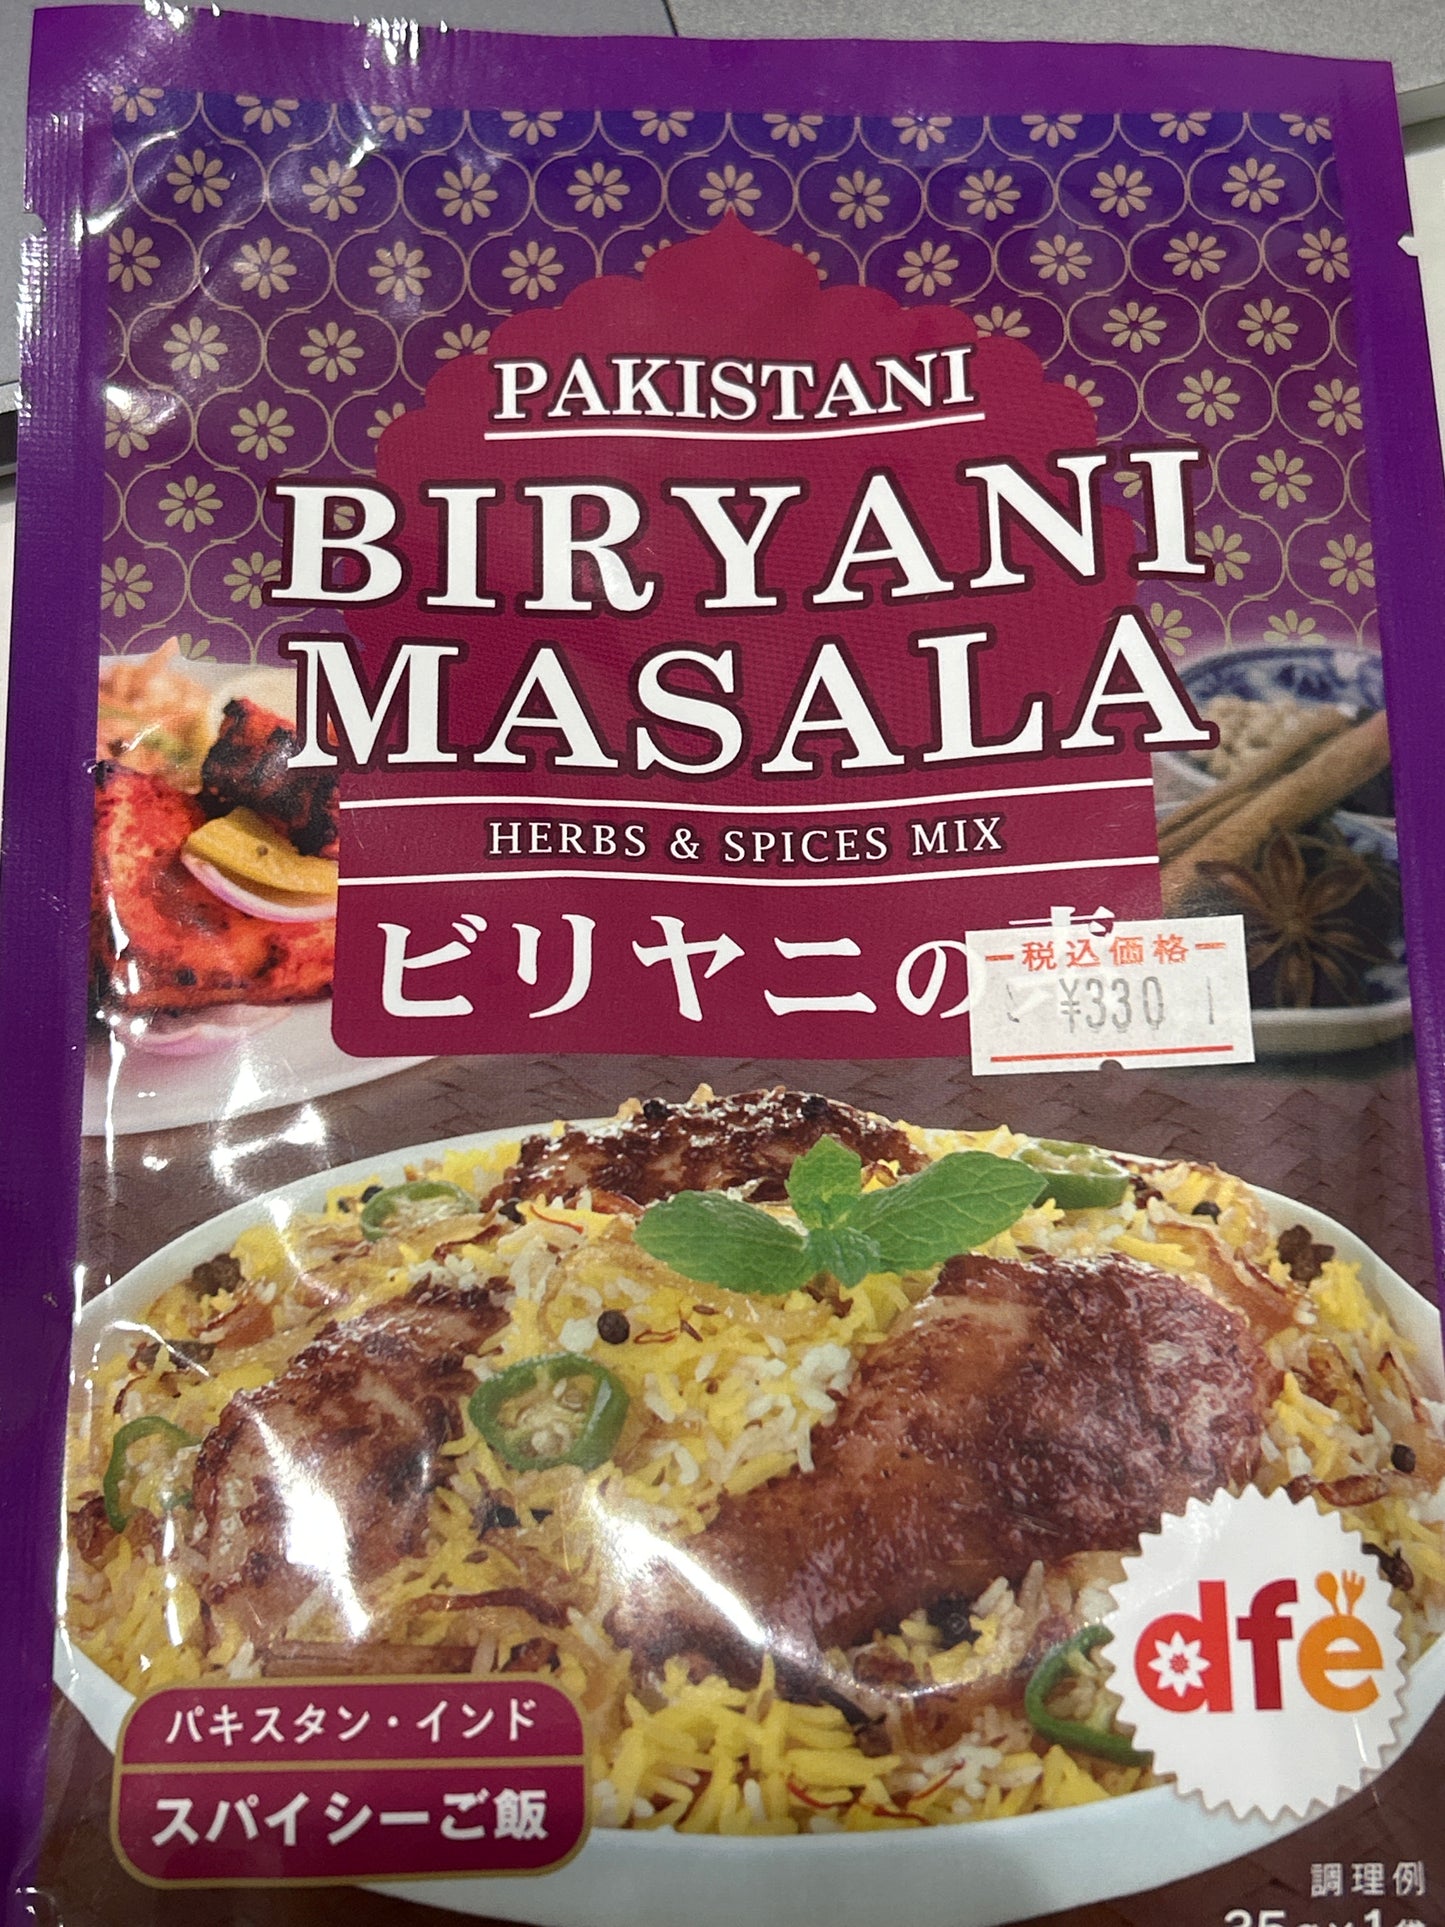 PAKISTANI
BIRYANI
MASALA
HERBS & SPICES MIX
ビリヤニの
税込価格
¥330
dfe
パキスタン・インド
スパイシーご飯
調理例